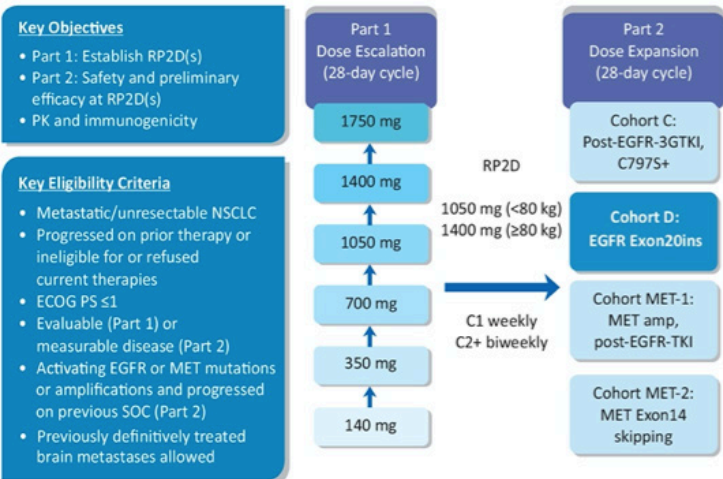 Key Objectives
• Part 1: Establish RP2D(s)
• Part 2: Safety and preliminary
efficacy at RP2D(s)
• PK and immunogenicity
Key Eligibility Criteria
• Metastatic/unresectable NSCLC
• Progressed on prior therapy or
ineligible for or refused
current therapies
• ECOG PS ≤1
• Evaluable (Part 1) or
measurable disease (Part 2)
• Activating EGFR or MET mutations
or amplifications and progressed
on previous SOC (Part 2)
• Previously definitively treated
brain metastases allowed
Part 1
Dose Escalation
(28-day cycle)
1750 mg
1400 mg
1050 mg
700 mg
350 mg
140 mg
RP2D
1050 mg (<80 kg)
1400 mg (≥80 kg)
C1 weekly
C2+ biweekly
Part 2
Dose Expansion
(28-day cycle)
Cohort C:
Post-EGFR-3GTKI,
C797S+
Cohort D:
EGFR Exon20ins
Cohort MET-1:
MET amp,
post-EGFR-TKI
Cohort MET-2:
MET Exon14
skipping